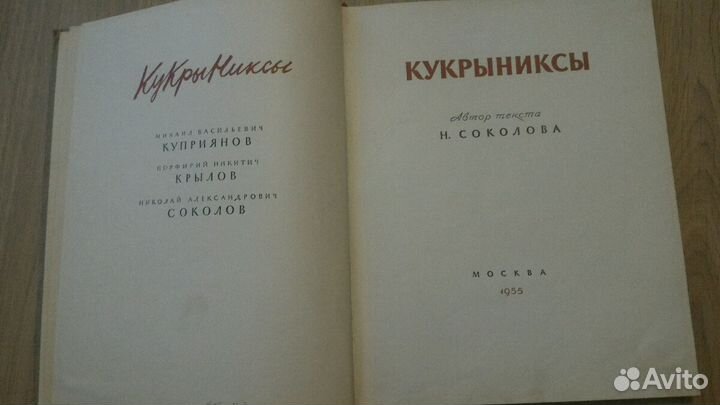 КуКрыНиксы
МИХАИЛ ВАСИЛЬЕВИЧ
КУПРИЯНОВ
ПОРФИРИЙ НИКИТИЧ
КРЫЛОВ
НИКОЛАЙ АЛЕКСАНДРОВИЧ
СОКОЛОВ
КУКРЫНИКСЫ
Автор текста
Н. СОКОЛОВА
МОСКВА
1955
Avito